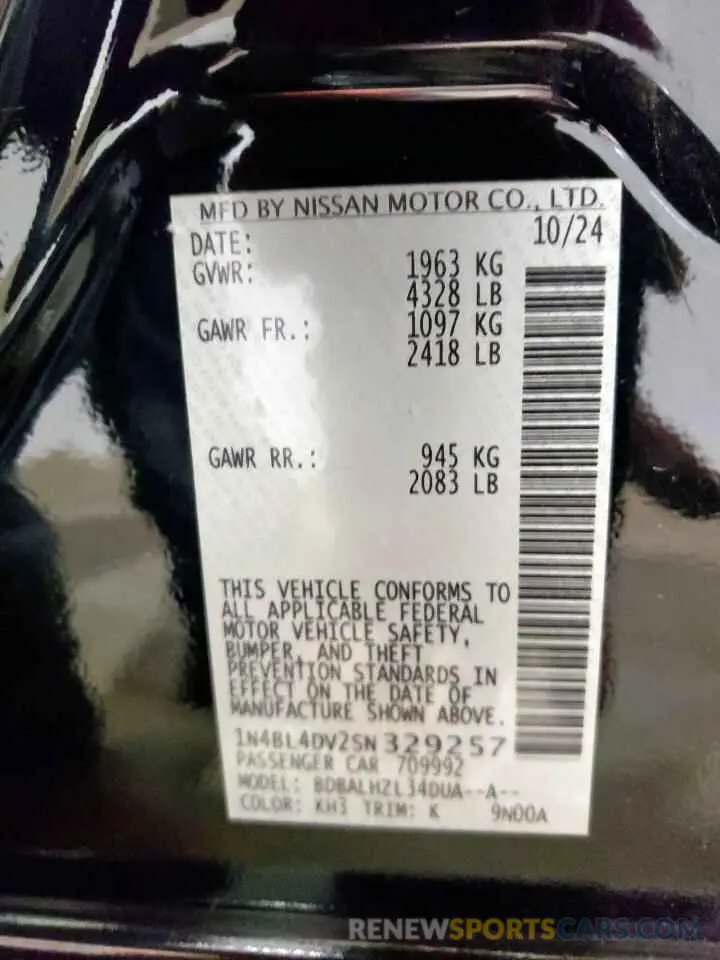 MFD BY NISSAN MOTOR CO., LTD.
DATE: 10/24
GVWR: 1963 KG
4328 LB
GAWR FR.: 1097 KG
2418 LB
GAWR RR.: 945 KG
2083 LB
THIS VEHICLE CONFORMS TO
ALL APPLICABLE FEDERAL
MOTOR VEHICLE SAFETY,
BUMPER, AND THEFT
PREVENTION STANDARDS IN
EFFECT ON THE DATE OF
MANUFACTURE SHOWN ABOVE.
1N4BL4DV2SN 329257
PASSENGER CAR 709992
MODEL: BDBALHZL34DUA--A--
COLOR: KH3 TRIM: K 9N00A
RENEWSPORTSCARS.COM